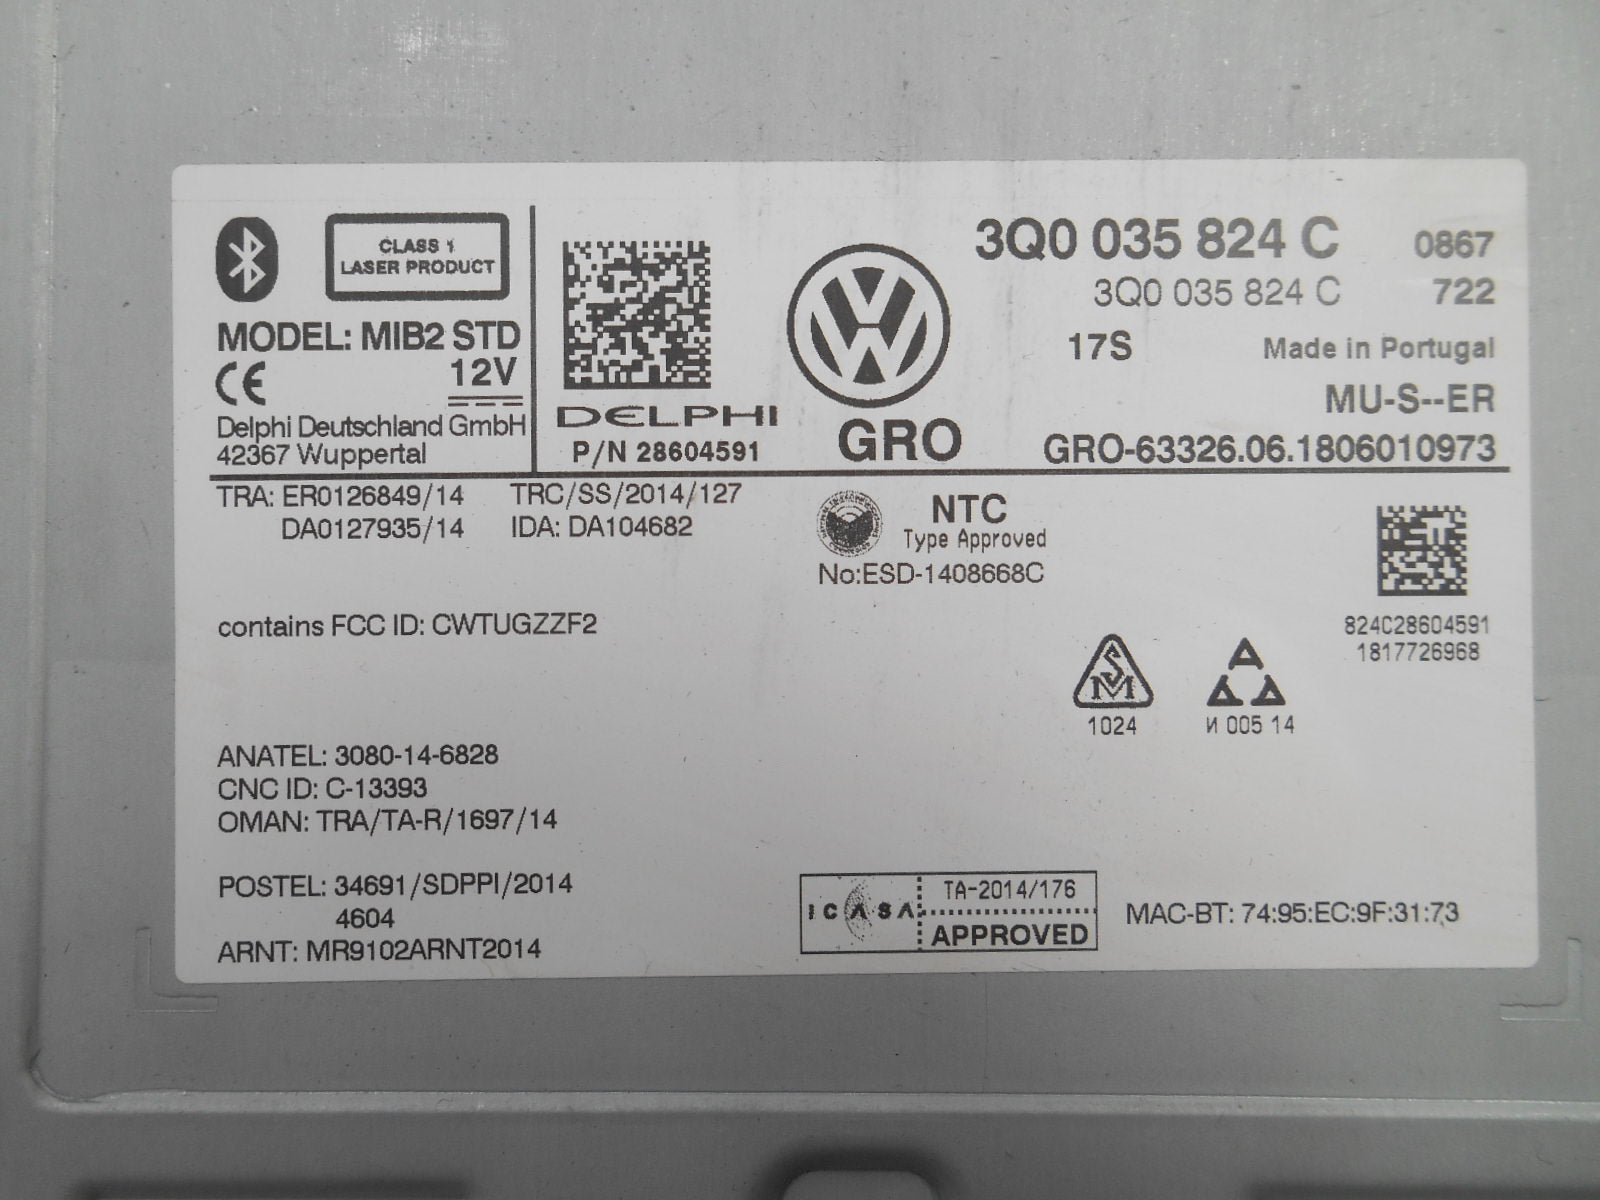 CLASS 1
LASER PRODUCT
MODEL: MIB2 STD
12V
CE
Delphi Deutschland GmbH
42367 Wuppertal
DELPHI
P/N 28604591
GRO
3Q0 035 824 C 0867
3Q0 035 824 C 722
17S Made in Portugal
MU-S--ER
GRO-63326.06.1806010973
TRA: ER0126849/14 TRC/SS/2014/127
DA0127935/14 IDA: DA104682
NTC
Type Approved
No:ESD-1408668C
contains FCC ID: CWTUGZZF2
824C28604591
1817726968
1024
И 005 14
ANATEL: 3080-14-6828
CNC ID: C-13393
OMAN: TRA/TA-R/1697/14
POSTEL: 34691/SDPPI/2014
4604
ARNT: MR9102ARNT2014
ICASA
TA-2014/176
APPROVED
MAC-BT: 74:95:EC:9F:31:73